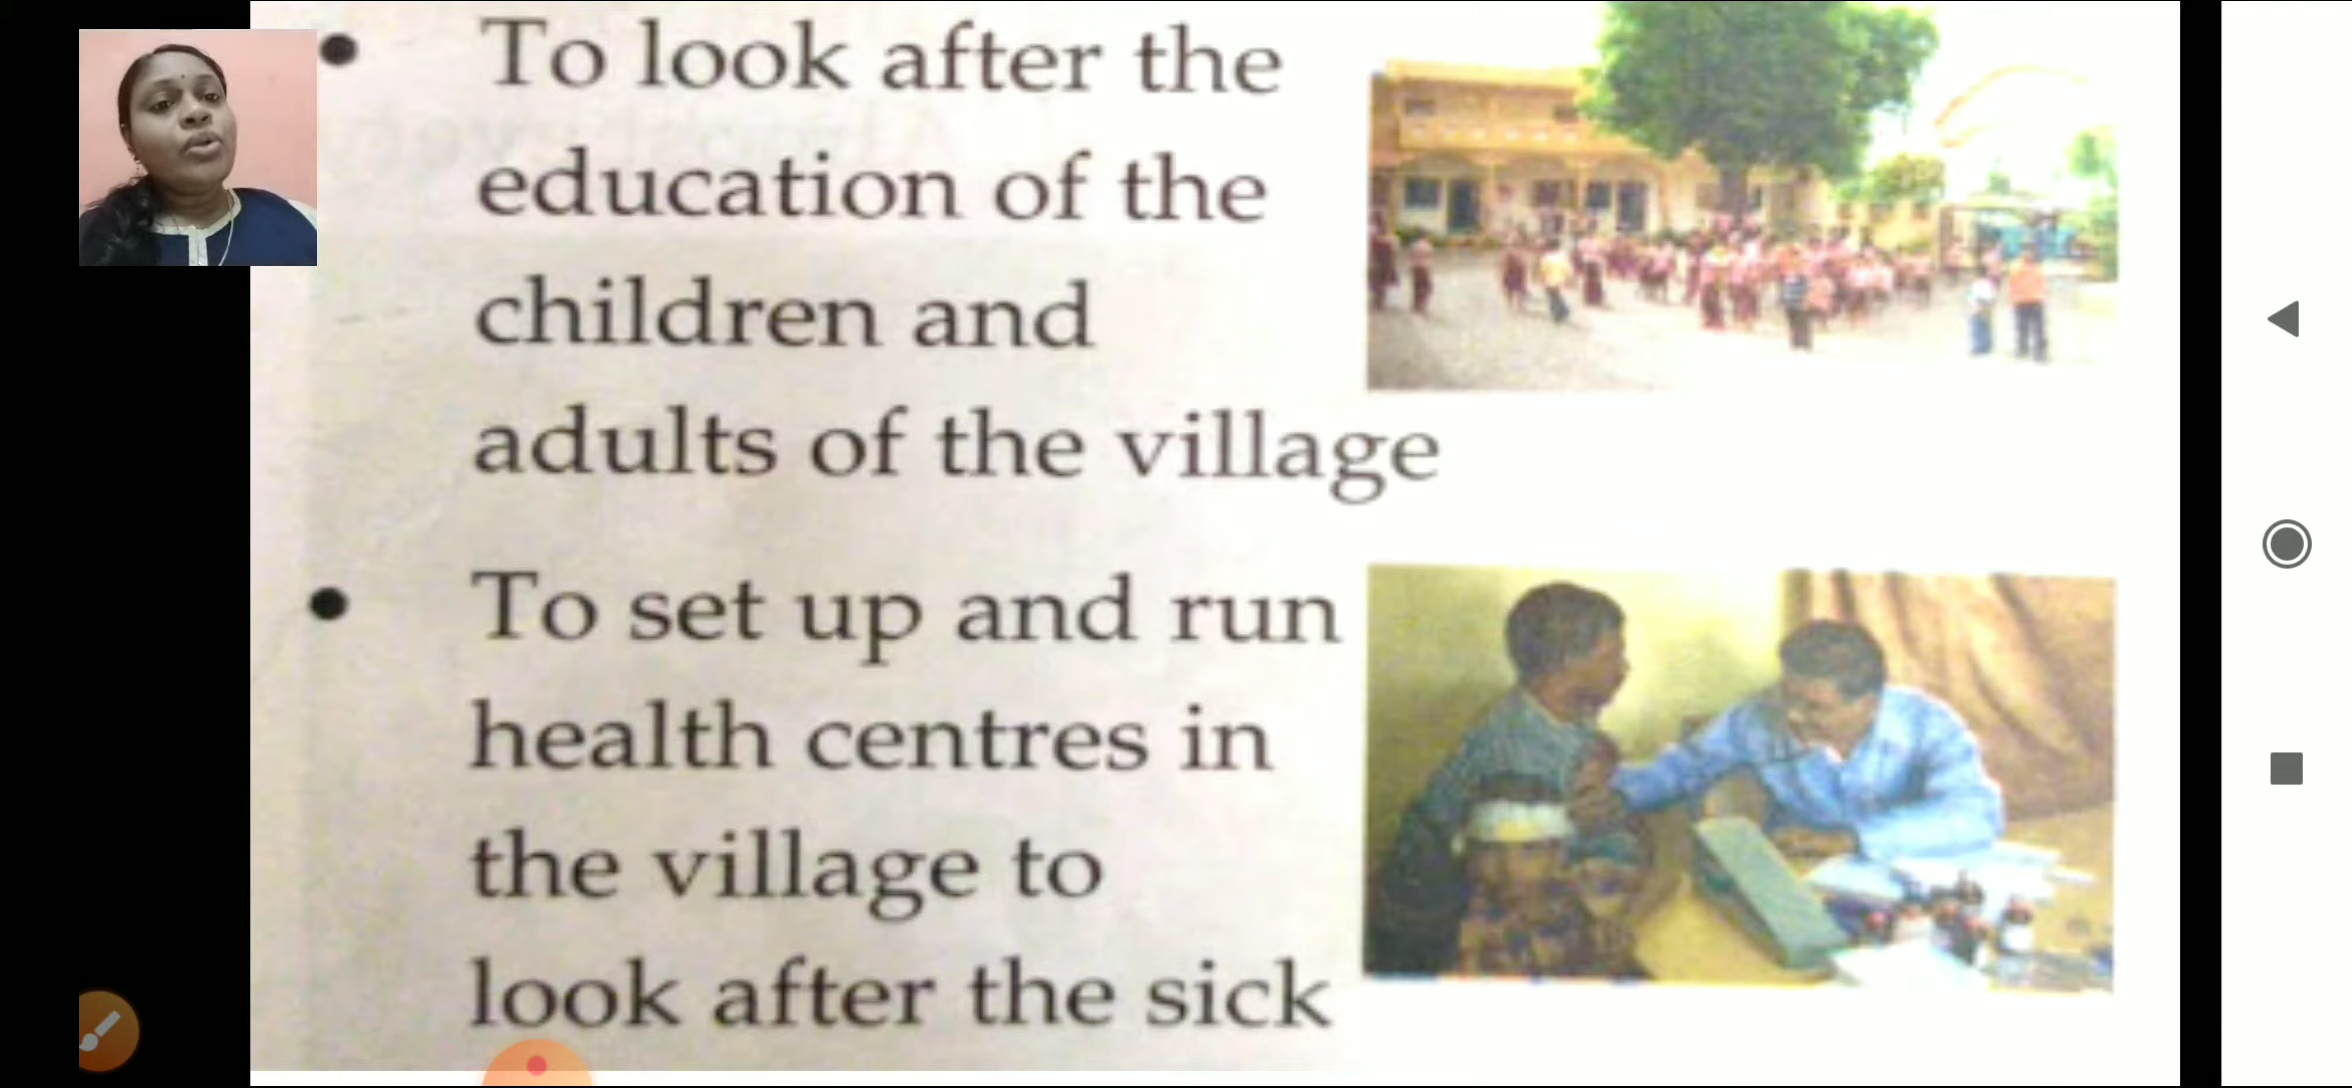 • To look after the
education of the
children and
adults of the village
• To set up and run
health centres in
the village to
look after the sick